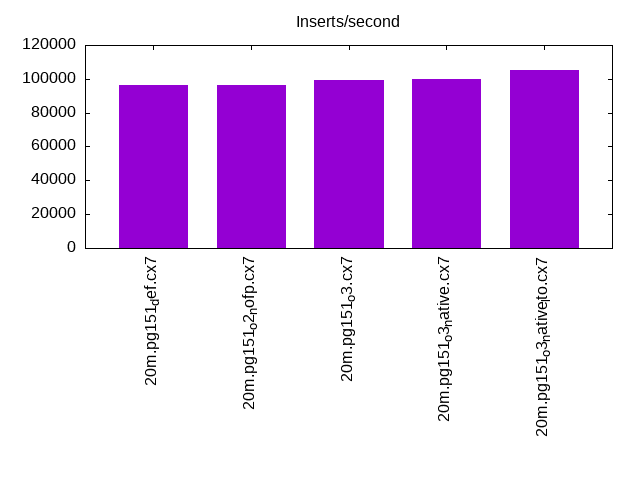 Inserts/second
120000
100000
80000
60000
40000
20000
0
20m.pg151def.cx7
20m.pg151o2nofp.cx7
20m.pg151o3.cx7
20m.pg151o3native.cx7
20m.pg151o3nativelto.cx7